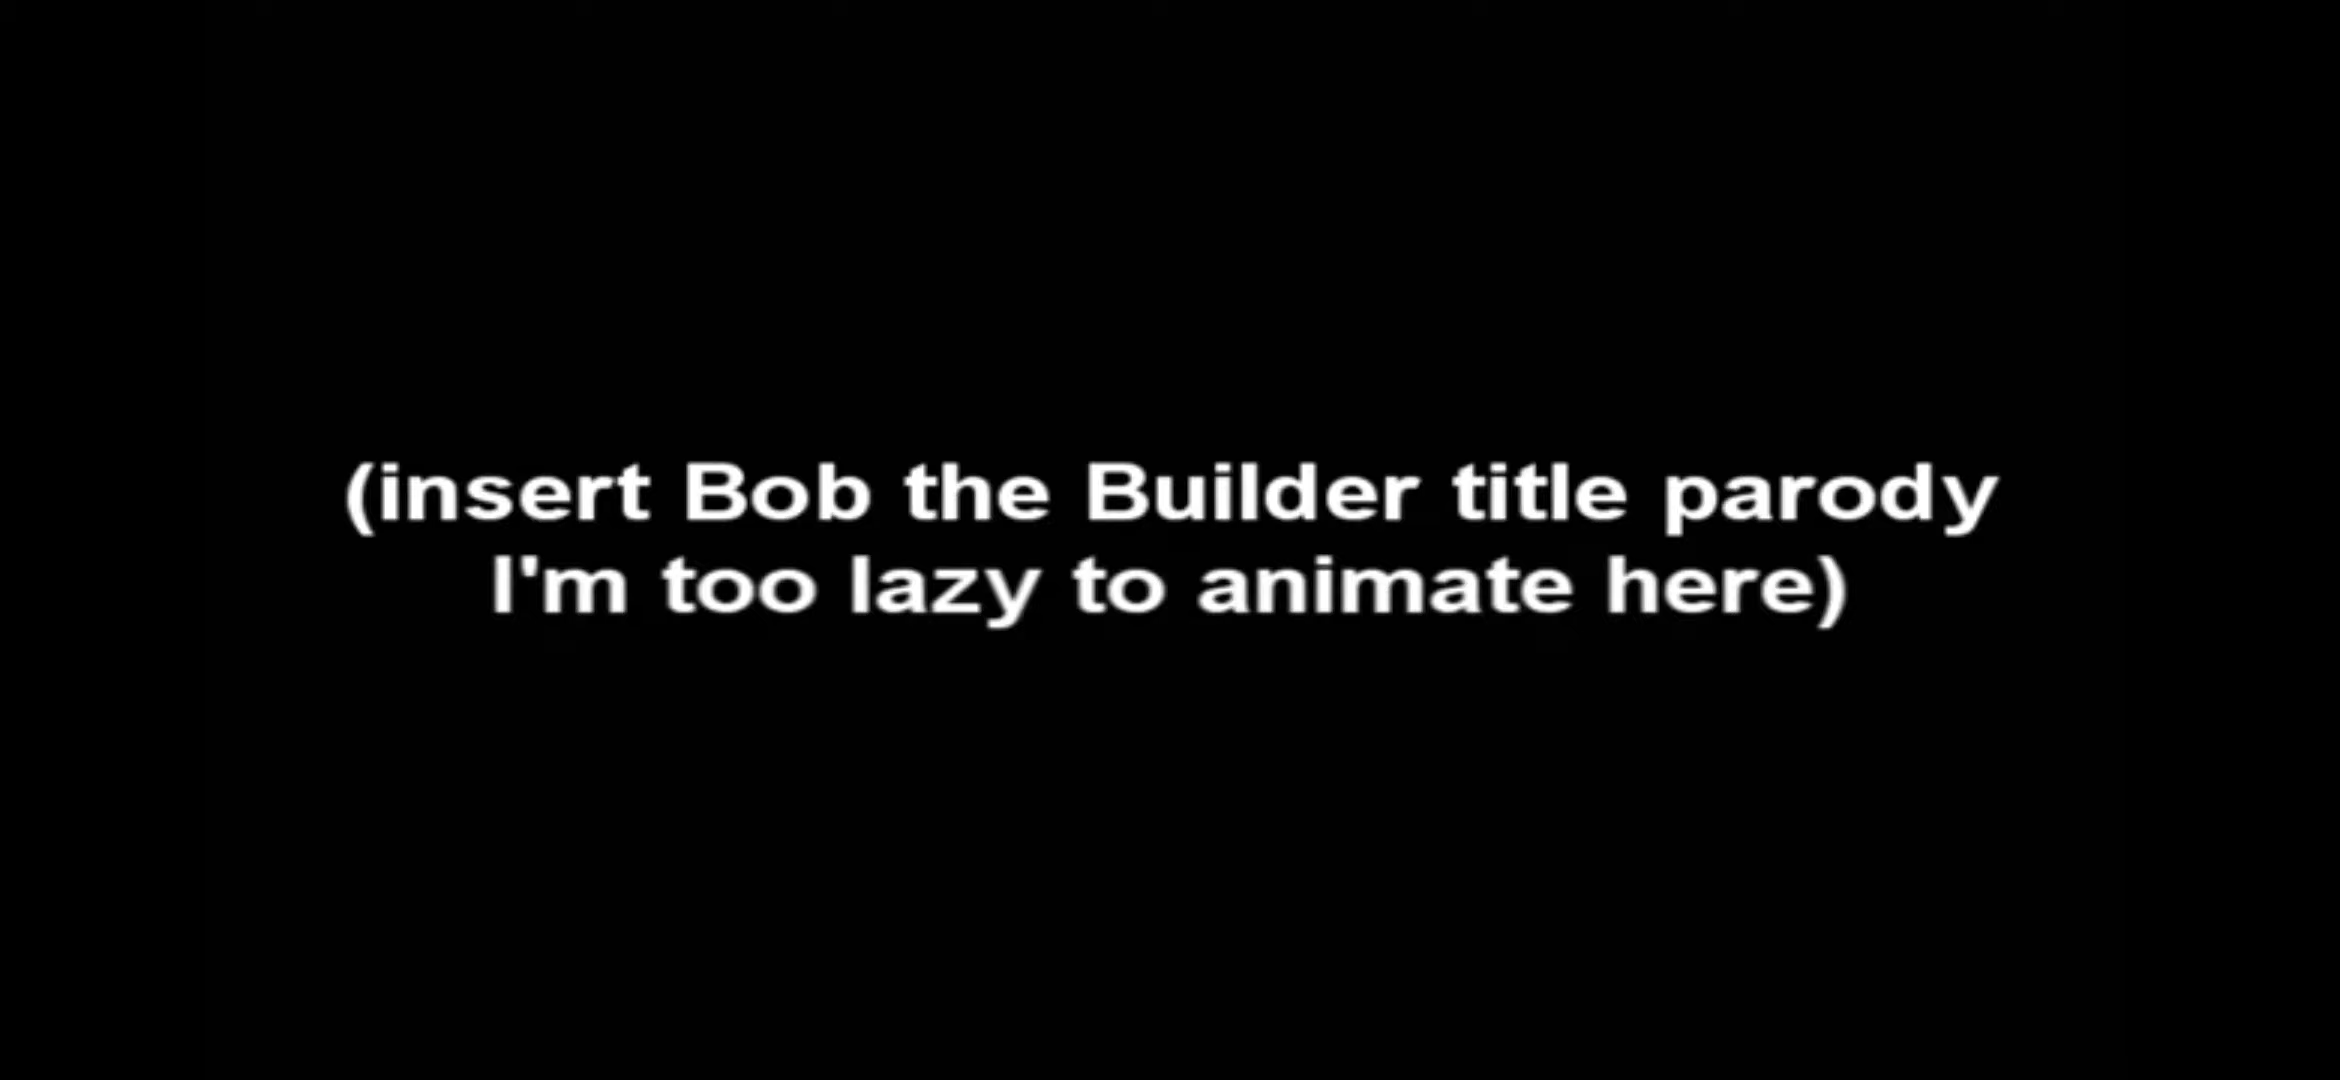 (insert Bob the Builder title parody
I'm too lazy to animate here)